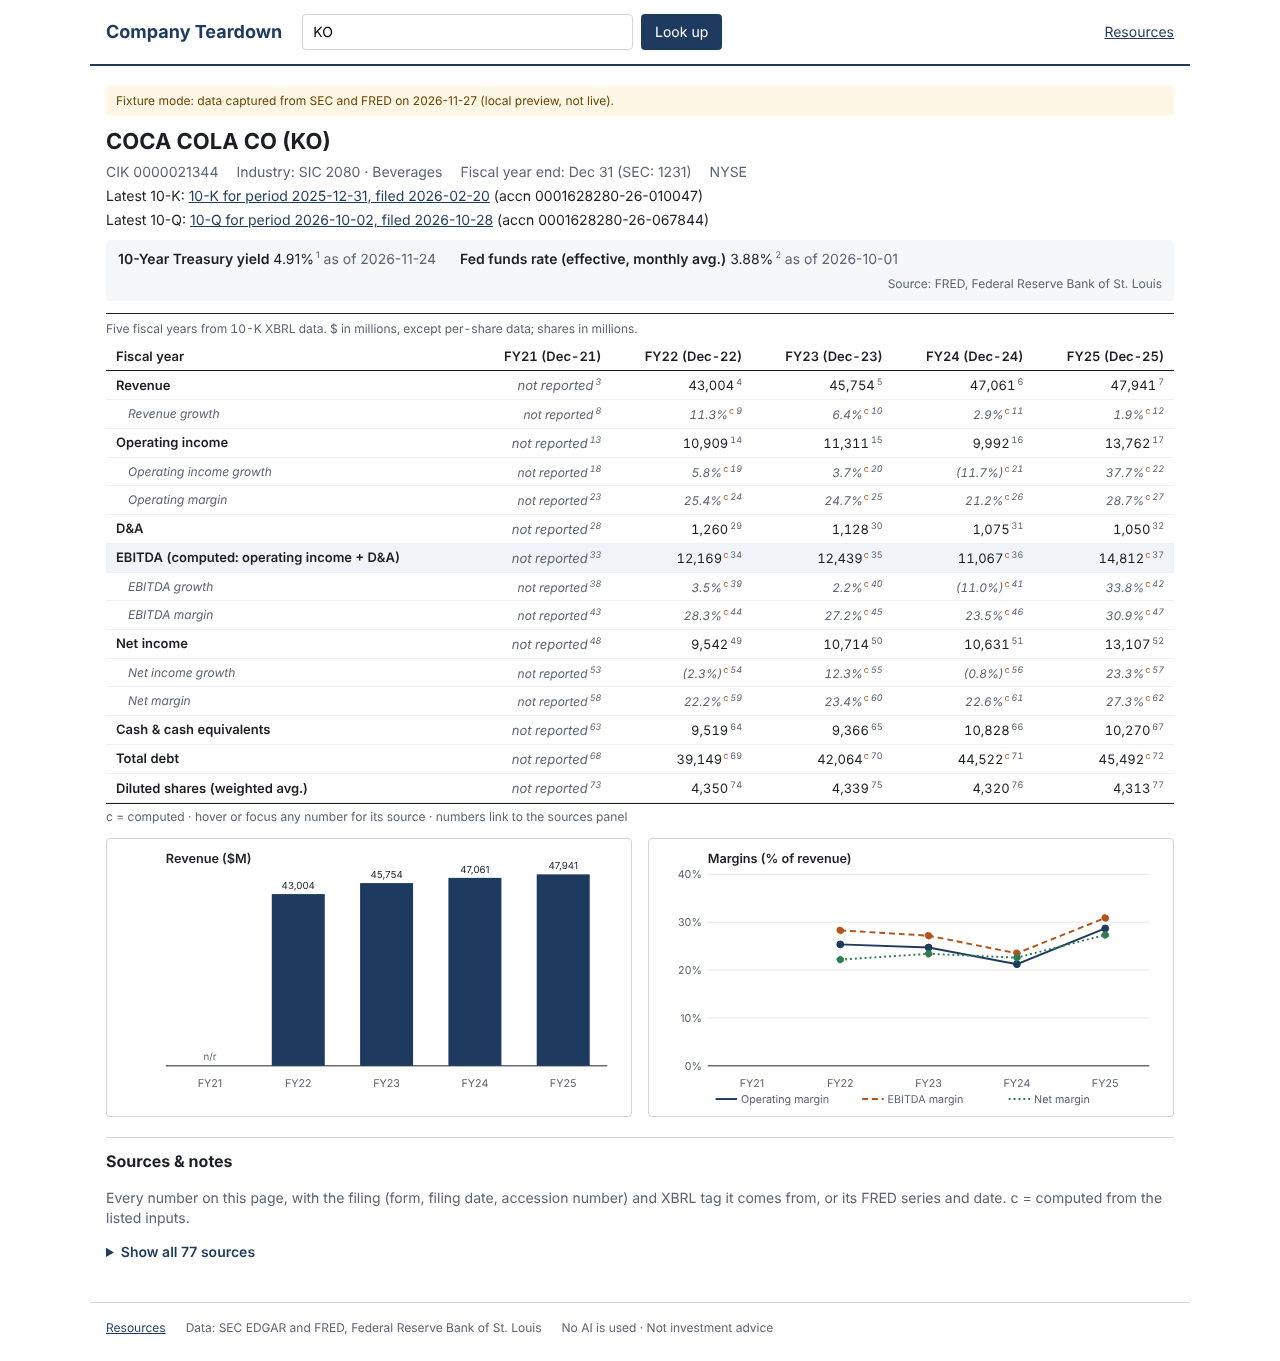 Company Teardown KO Look up Resources
Fixture mode: data captured from SEC and FRED on 2026-11-27 (local preview, not live).
COCA COLA CO (KO)
CIK 0000021344 Industry: SIC 2080 · Beverages Fiscal year end: Dec 31 (SEC: 1231) NYSE
Latest 10-K: 10-K for period 2025-12-31, filed 2026-02-20 (accn 0001628280-26-010047)
Latest 10-Q: 10-Q for period 2026-10-02, filed 2026-10-28 (accn 0001628280-26-067844)
10-Year Treasury yield 4.91% 1 as of 2026-11-24 Fed funds rate (effective, monthly avg.) 3.88% 2 as of 2026-10-01
Source: FRED, Federal Reserve Bank of St. Louis
Five fiscal years from 10-K XBRL data. $ in millions, except per-share data; shares in millions.
Fiscal year FY21 (Dec-21) FY22 (Dec-22) FY23 (Dec-23) FY24 (Dec-24) FY25 (Dec-25)
Revenue not reported 3 43,004 4 45,754 5 47,061 6 47,941 7
Revenue growth not reported 8 11.3% c 9 6.4% c 10 2.9% c 11 1.9% c 12
Operating income not reported 13 10,909 14 11,311 15 9,992 16 13,762 17
Operating income growth not reported 18 5.8% c 19 3.7% c 20 (11.7%) c 21 37.7% c 22
Operating margin not reported 23 25.4% c 24 24.7% c 25 21.2% c 26 28.7% c 27
D&A not reported 28 1,260 29 1,128 30 1,075 31 1,050 32
EBITDA (computed: operating income + D&A) not reported 33 12,169 c 34 12,439 c 35 11,067 c 36 14,812 c 37
EBITDA growth not reported 38 3.5% c 39 2.2% c 40 (11.0%) c 41 33.8% c 42
EBITDA margin not reported 43 28.3% c 44 27.2% c 45 23.5% c 46 30.9% c 47
Net income not reported 48 9,542 49 10,714 50 10,631 51 13,107 52
Net income growth not reported 53 (2.3%) c 54 12.3% c 55 (0.8%) c 56 23.3% c 57
Net margin not reported 58 22.2% c 59 23.4% c 60 22.6% c 61 27.3% c 62
Cash & cash equivalents not reported 63 9,519 64 9,366 65 10,828 66 10,270 67
Total debt not reported 68 39,149 c 69 42,064 c 70 44,522 c 71 45,492 c 72
Diluted shares (weighted avg.) not reported 73 4,350 74 4,339 75 4,320 76 4,313 77
c = computed · hover or focus any number for its source · numbers link to the sources panel
Revenue ($M)
43,004 45,754 47,061 47,941
n/r
FY21 FY22 FY23 FY24 FY25
Margins (% of revenue)
40%
30%
20%
10%
0%
FY21 FY22 FY23 FY24 FY25
Operating margin EBITDA margin Net margin
Sources & notes
Every number on this page, with the filing (form, filing date, accession number) and XBRL tag it comes from, or its FRED series and date. c = computed from the
listed inputs.
Show all 77 sources
Resources Data: SEC EDGAR and FRED, Federal Reserve Bank of St. Louis No AI is used · Not investment advice